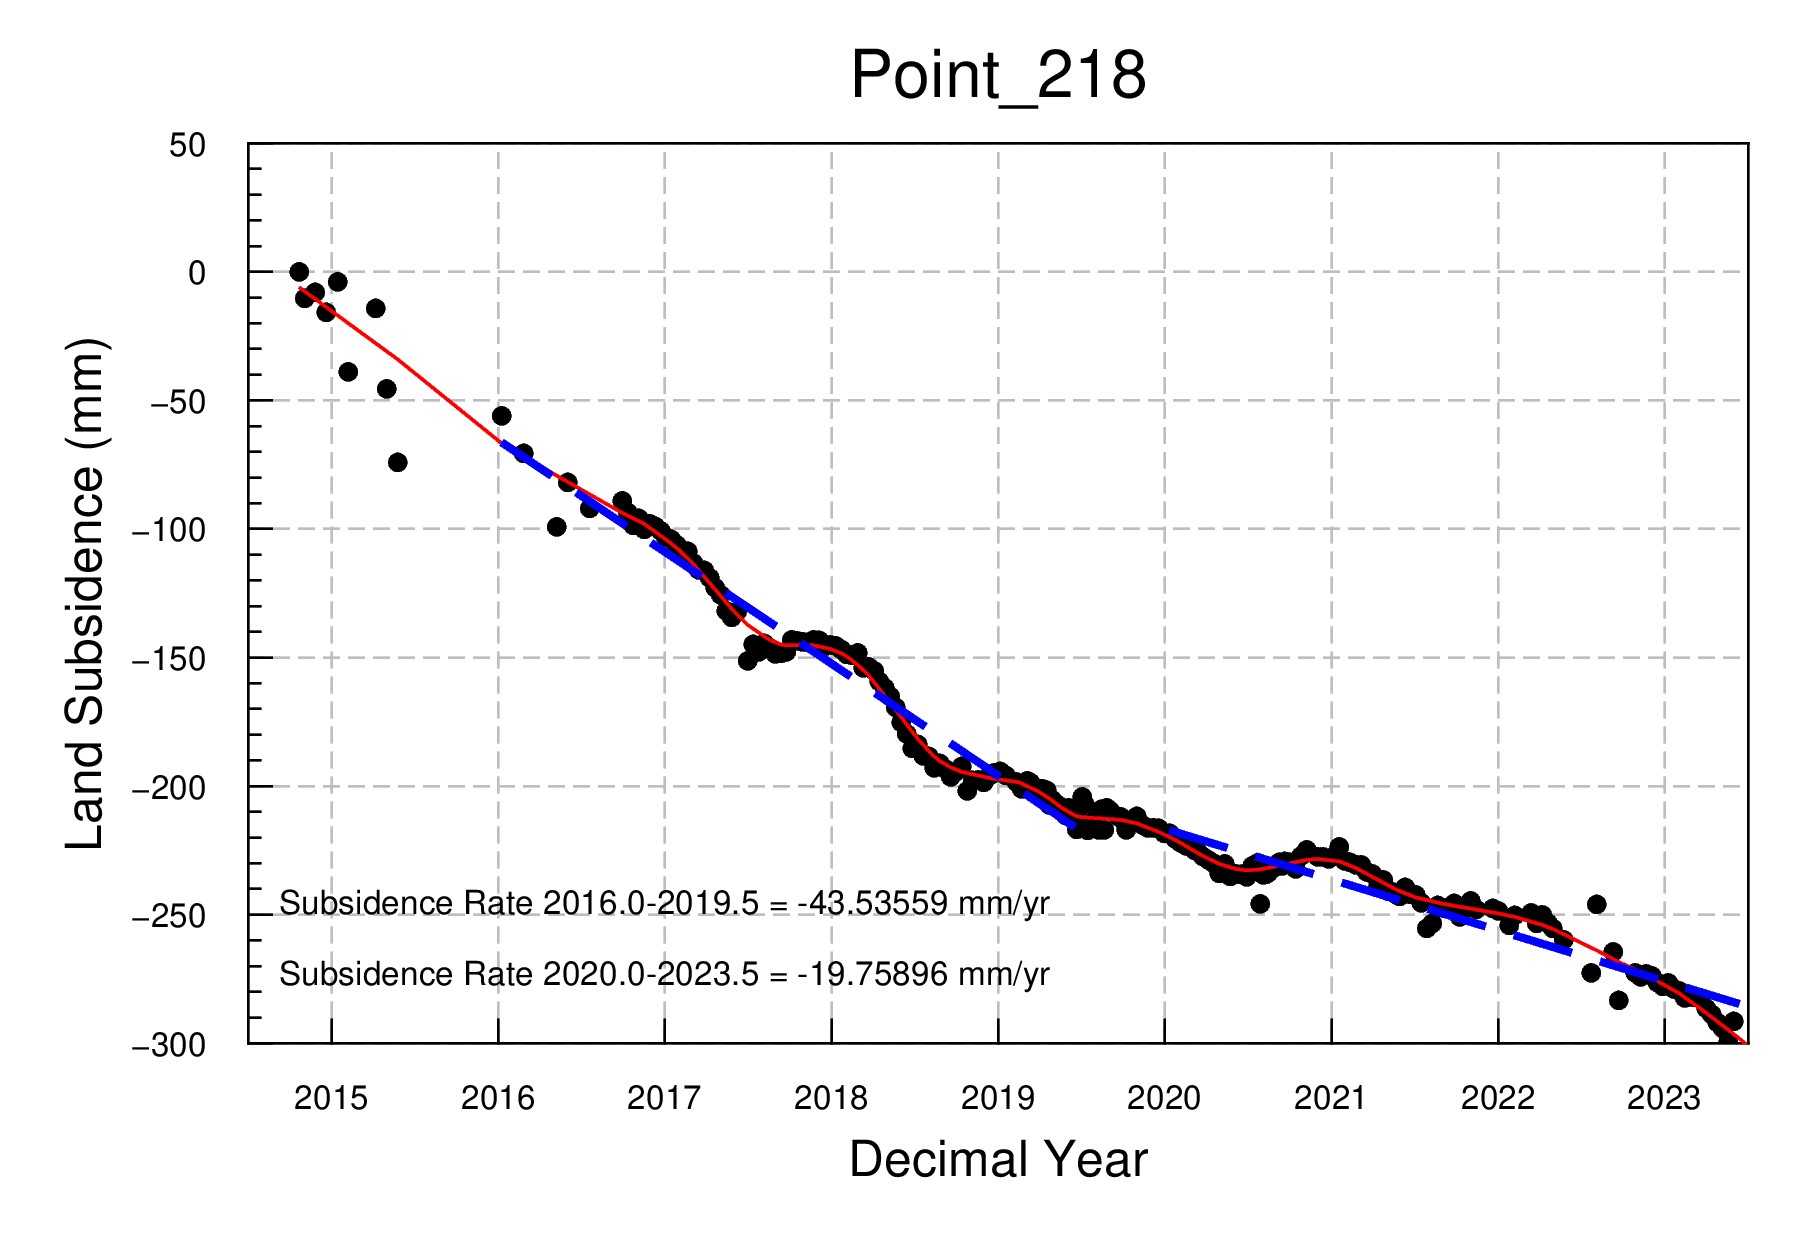 Point_218
50
0
−50
−100
−150
−200
−250
−300
Land Subsidence (mm)
Subsidence Rate 2016.0-2019.5 = -43.53559 mm/yr
Subsidence Rate 2020.0-2023.5 = -19.75896 mm/yr
2015 2016 2017 2018 2019 2020 2021 2022 2023
Decimal Year